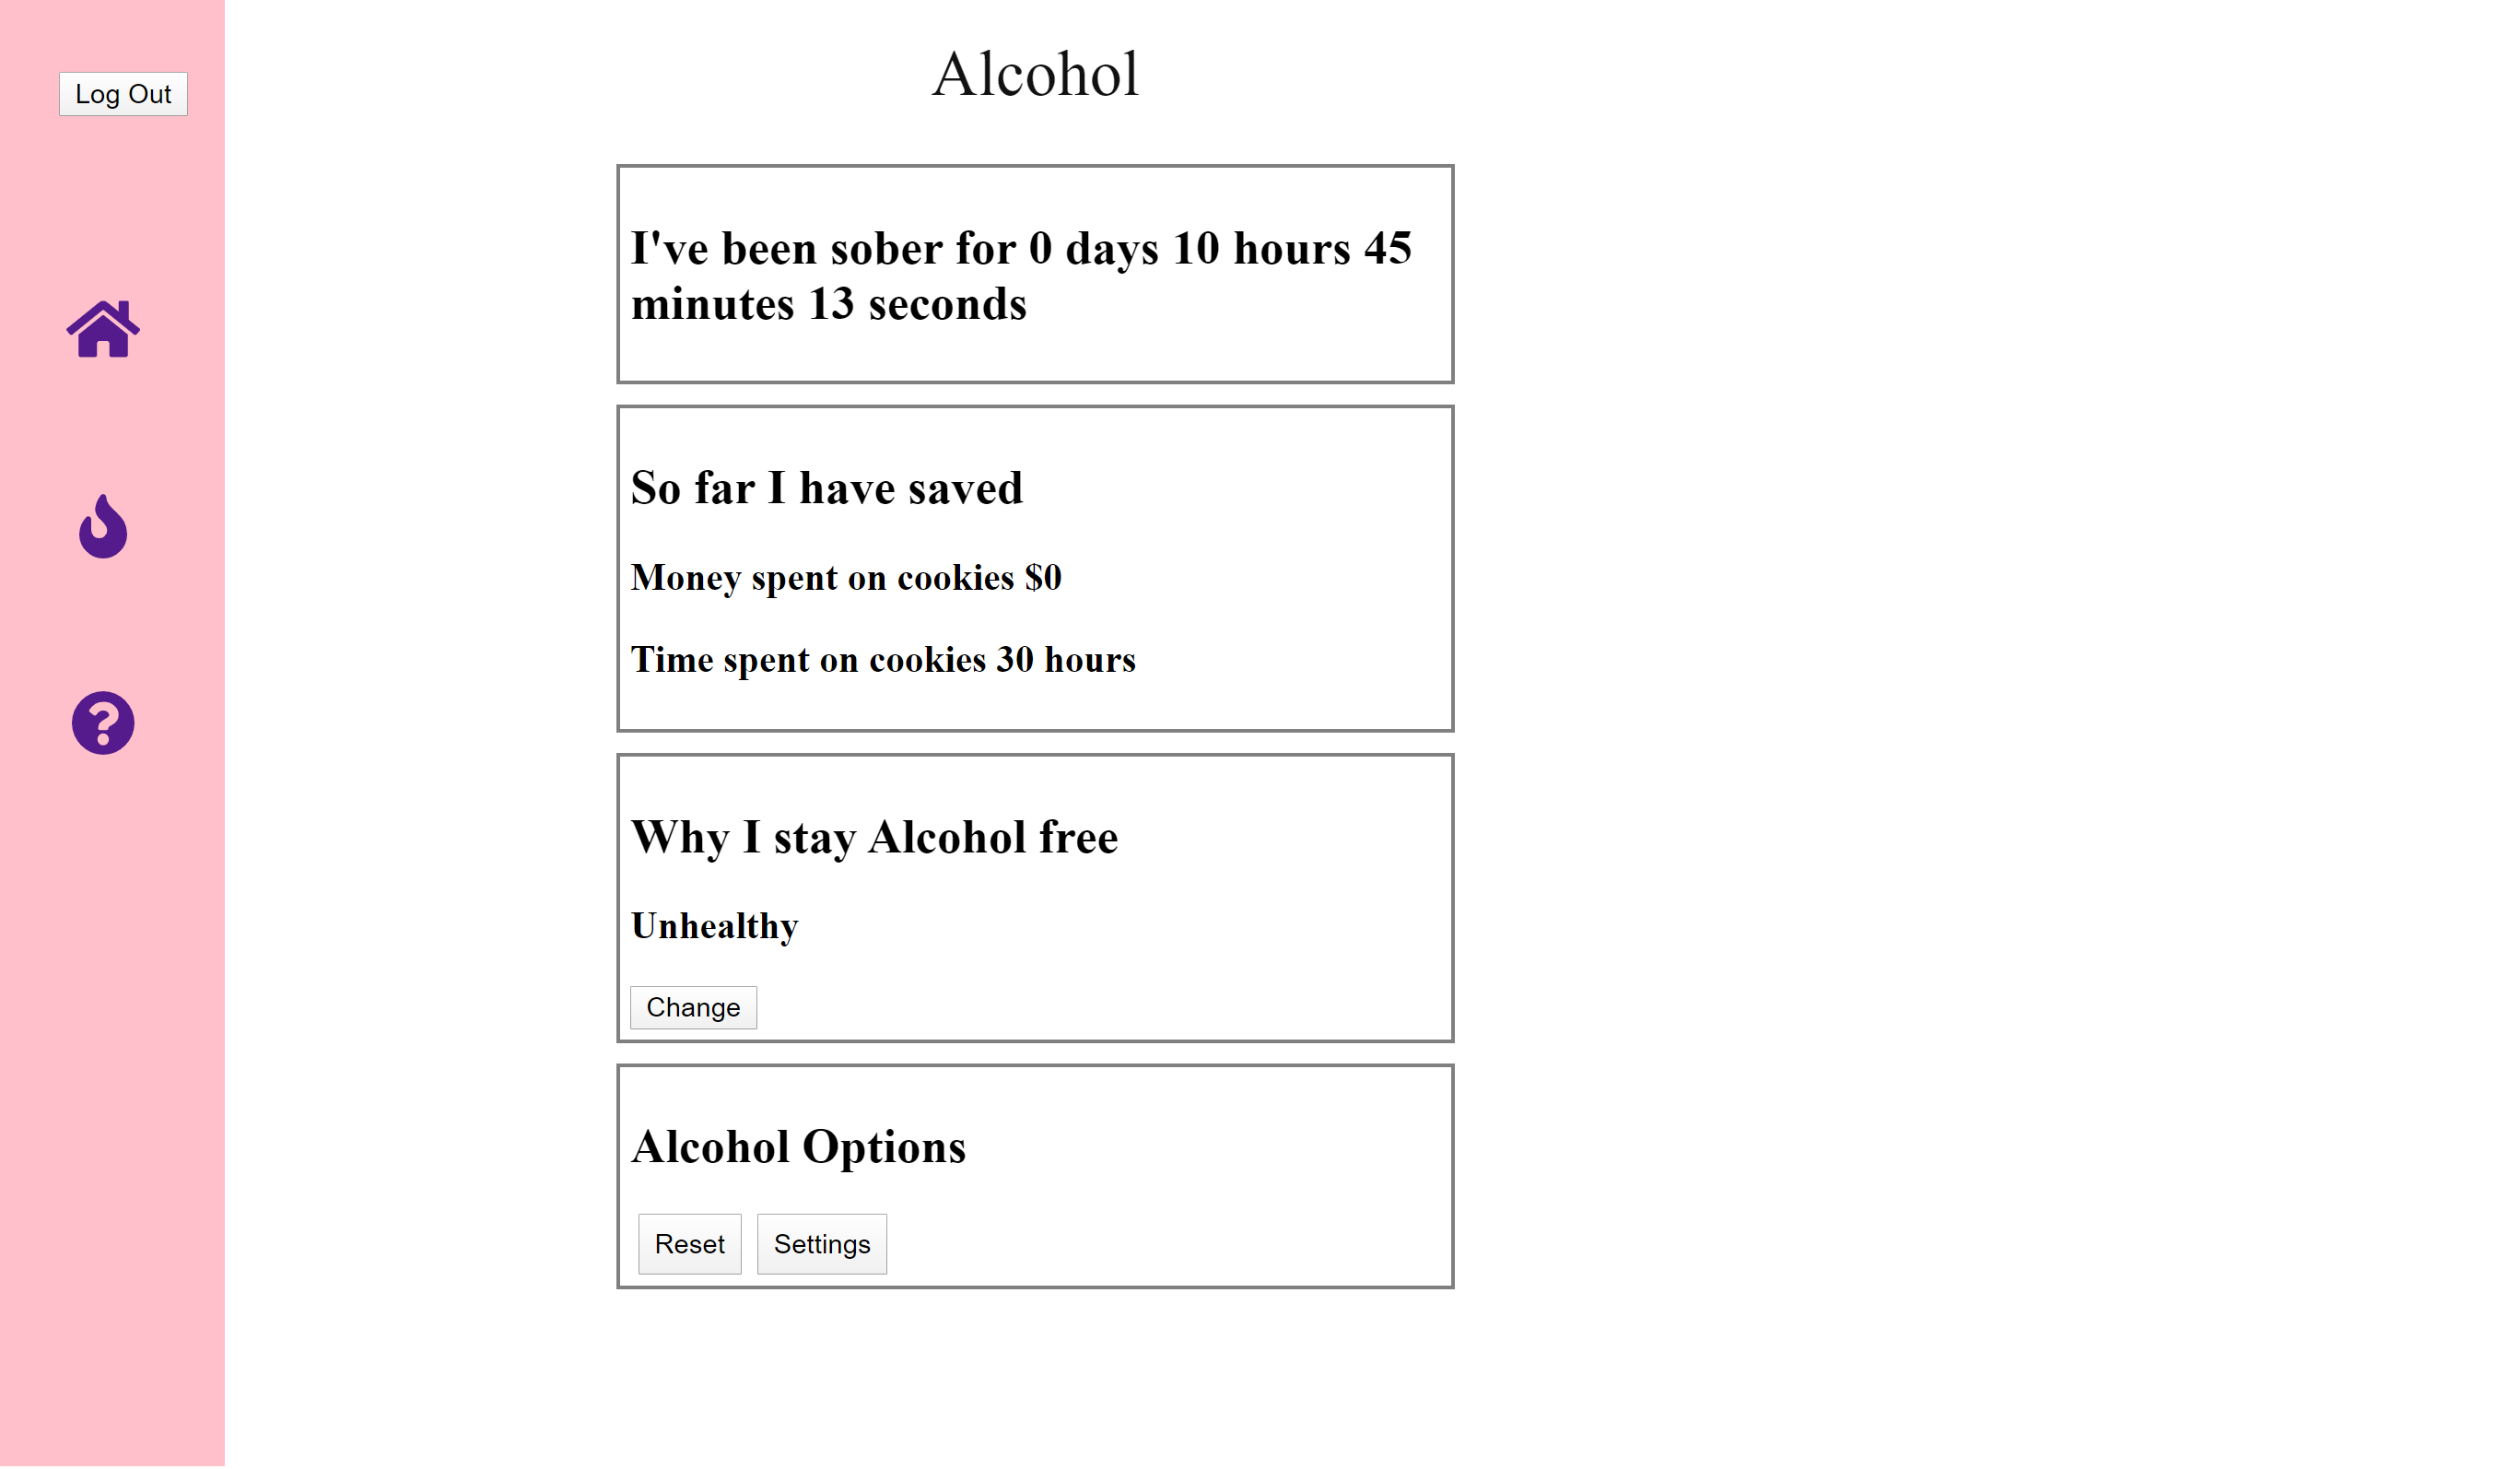 Log Out
Alcohol
I've been sober for 0 days 10 hours 45
minutes 13 seconds
So far I have saved
Money spent on cookies $0
Time spent on cookies 30 hours
Why I stay Alcohol free
Unhealthy
Change
Alcohol Options
Reset Settings